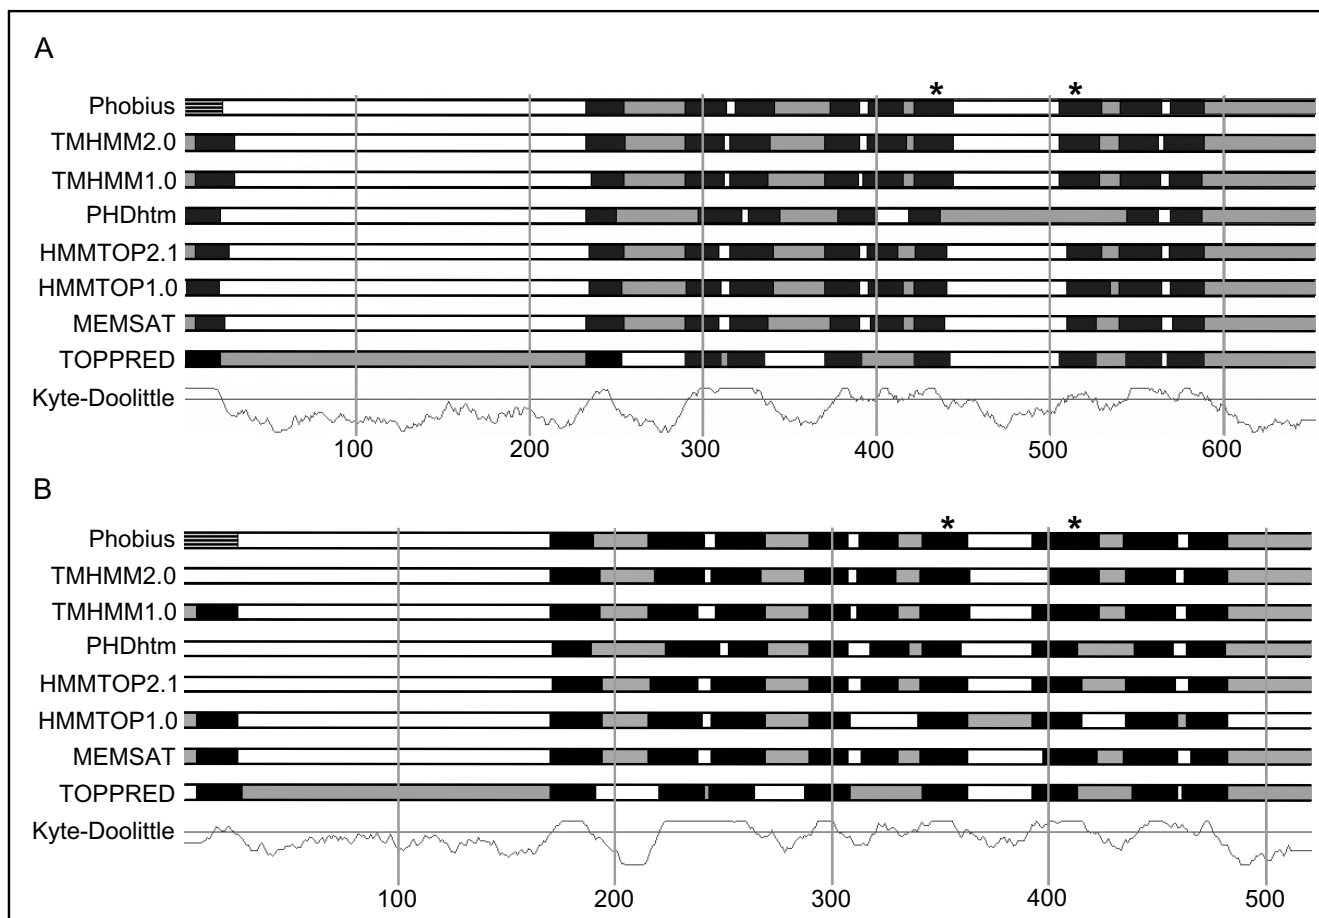 A
* *
Phobius
TMHMM2.0
TMHMM1.0
PHDhtm
HMMTOP2.1
HMMTOP1.0
MEMSAT
TOPPRED
Kyte-Doolittle
100 200 300 400 500 600
B
* *
Phobius
TMHMM2.0
TMHMM1.0
PHDhtm
HMMTOP2.1
HMMTOP1.0
MEMSAT
TOPPRED
Kyte-Doolittle
100 200 300 400 500